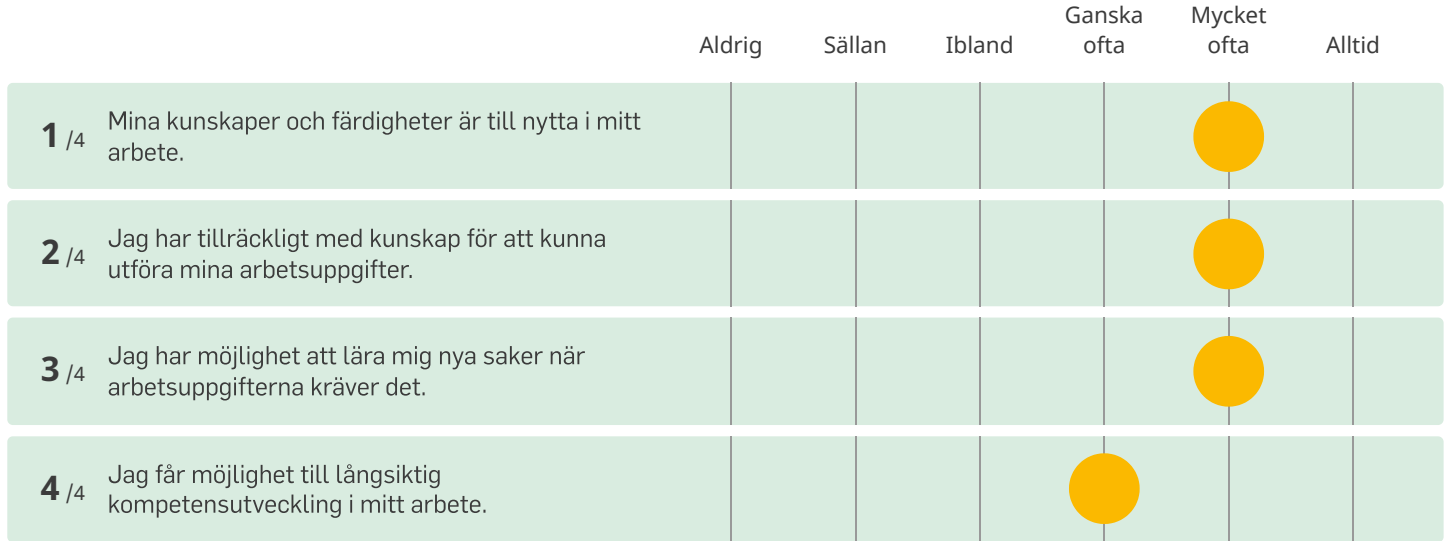 Aldrig Sällan Ibland Ganska ofta Mycket ofta Alltid
1 /4 Mina kunskaper och färdigheter är till nytta i mitt
arbete.
2 /4 Jag har tillräckligt med kunskap för att kunna
utföra mina arbetsuppgifter.
3 /4 Jag har möjlighet att lära mig nya saker när
arbetsuppgifterna kräver det.
4 /4 Jag får möjlighet till långsiktig
kompetensutveckling i mitt arbete.